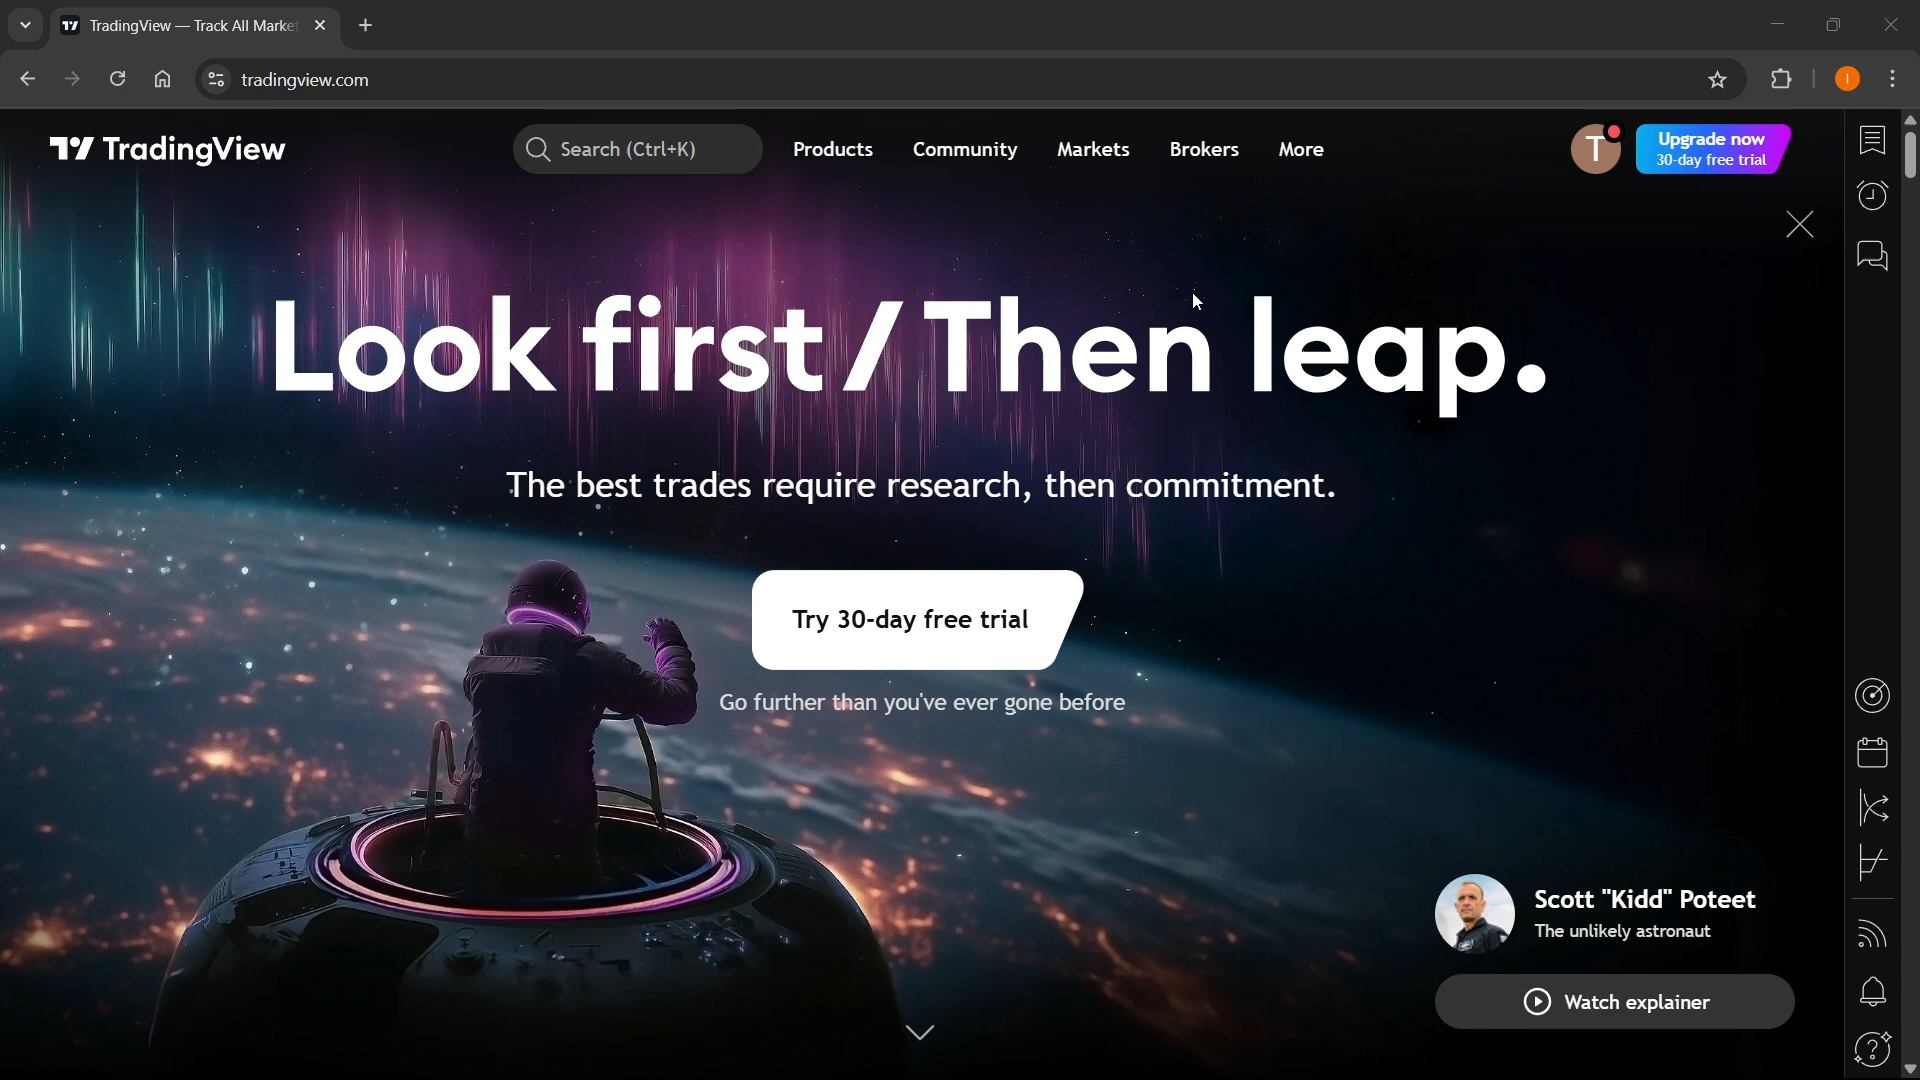 TradingView — Track All Market
tradingview.com
TradingView
Search (Ctrl+K)
Products
Community
Markets
Brokers
More
T
Upgrade now
30-day free trial
I
Look first / Then leap.
The best trades require research, then commitment.
Try 30-day free trial
Go further than you've ever gone before
Scott "Kidd" Poteet
The unlikely astronaut
Watch explainer